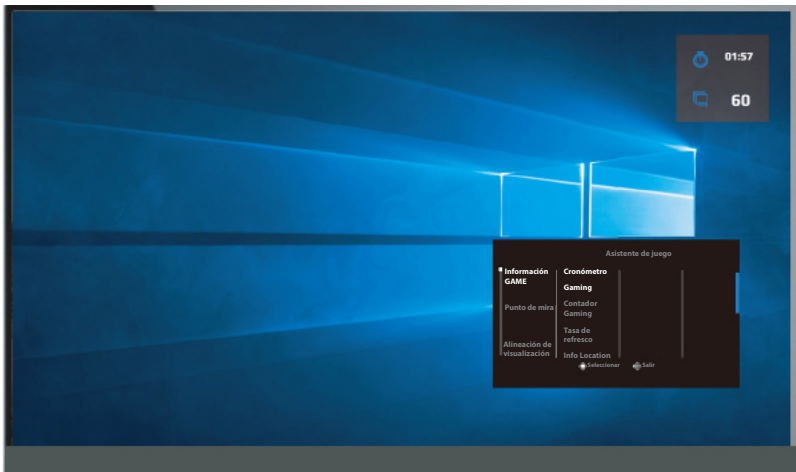 01:57
60
Asistente de juego
Información
GAME
Cronómetro
Gaming
Punto de mira
Contador
Gaming
Tasa de
refresco
Alineación de
visualización
Info Location
Seleccionar
Salir